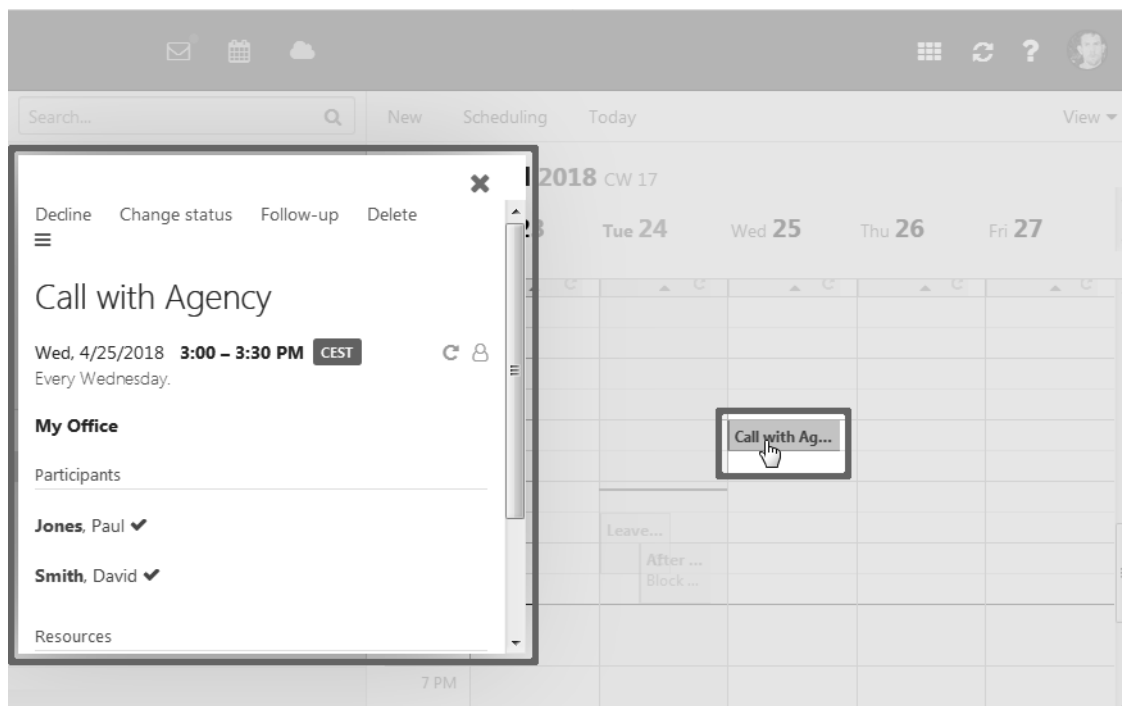 Search...
New Scheduling Today View
2018 CW 17
Tue 24 Wed 25 Thu 26 Fri 27
Decline Change status Follow-up Delete
Call with Agency
Wed, 4/25/2018 3:00 – 3:30 PM CEST
Every Wednesday.
My Office
Participants
Jones, Paul
Smith, David
Resources
Call with Ag...
Leave...
After ...
Block ...
7 PM